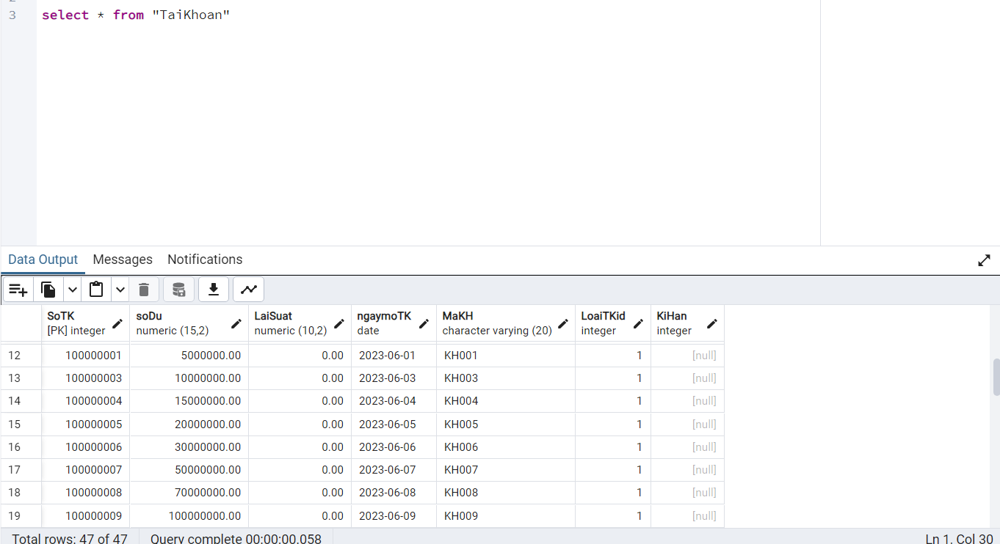 3 select * from "TaiKhoan"
Data Output Messages Notifications
SoTK soDu LaiSuat ngaymoTK MaKH LoaiTKid KiHan
[PK] integer numeric (15,2) numeric (10,2) date character varying (20) integer integer
12 100000001 5000000.00 0.00 2023-06-01 KH001 1 [null]
13 100000003 10000000.00 0.00 2023-06-03 KH003 1 [null]
14 100000004 15000000.00 0.00 2023-06-04 KH004 1 [null]
15 100000005 20000000.00 0.00 2023-06-05 KH005 1 [null]
16 100000006 30000000.00 0.00 2023-06-06 KH006 1 [null]
17 100000007 50000000.00 0.00 2023-06-07 KH007 1 [null]
18 100000008 70000000.00 0.00 2023-06-08 KH008 1 [null]
19 100000009 100000000.00 0.00 2023-06-09 KH009 1 [null]
Total rows: 47 of 47 Query complete 00:00:00.058 Ln 1, Col 30